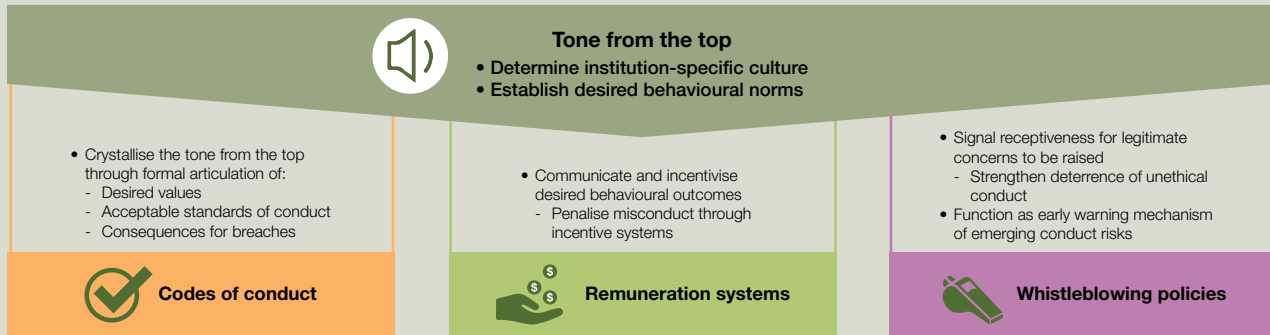 Tone from the top
• Determine institution-specific culture
• Establish desired behavioural norms
• Crystallise the tone from the top
through formal articulation of:
- Desired values
- Acceptable standards of conduct
- Consequences for breaches
Codes of conduct
• Communicate and incentivise
desired behavioural outcomes
- Penalise misconduct through
incentive systems
$
$
$
Remuneration systems
• Signal receptiveness for legitimate
concerns to be raised
- Strengthen deterrence of unethical
conduct
• Function as early warning mechanism
of emerging conduct risks
Whistleblowing policies